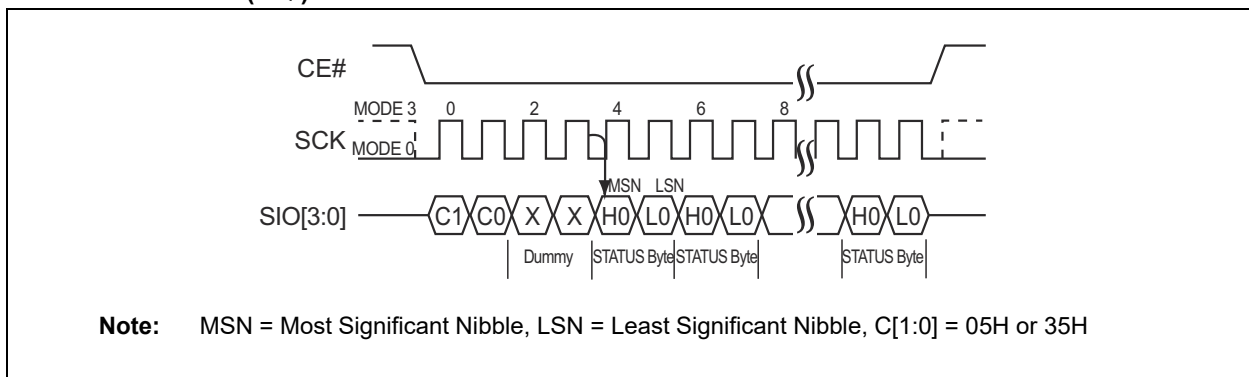 CE#
MODE 3 0 2 4 6 8
SCK
MODE 0
MSN LSN
SIO[3:0] C1 C0 X X H0 L0 H0 L0 H0 L0
Dummy STATUS Byte STATUS Byte STATUS Byte
Note: MSN = Most Significant Nibble, LSN = Least Significant Nibble, C[1:0] = 05H or 35H